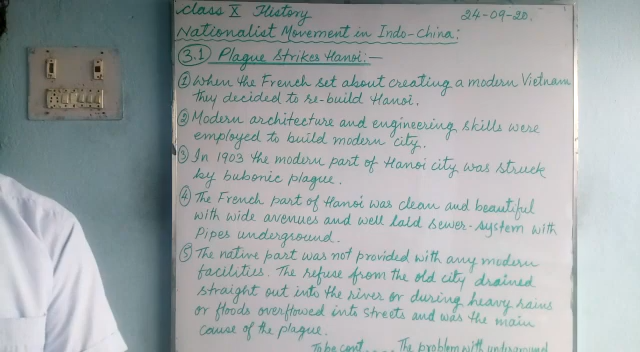 Class X History 24-09-20.
Nationalist Movement in Indo-China:
3.1 Plague Strikes Hanoi:—
① When the French set about creating a modern Vietnam
they decided to re-build Hanoi.
② Modern architecture and engineering skills were
employed to build modern city.
③ In 1903 the modern part of Hanoi city was struck
by bubonic plague.
④ The French part of Hanoi was clean and beautiful
with wide avenues and well laid sewer-system with
Pipes underground.
⑤ The native part was not provided with any modern
facilities. The refuse from the old city drained
straight out into the river or during heavy rains
or floods overflowed into streets and was the main
cause of the plague.
To be cont.... The problem with underground